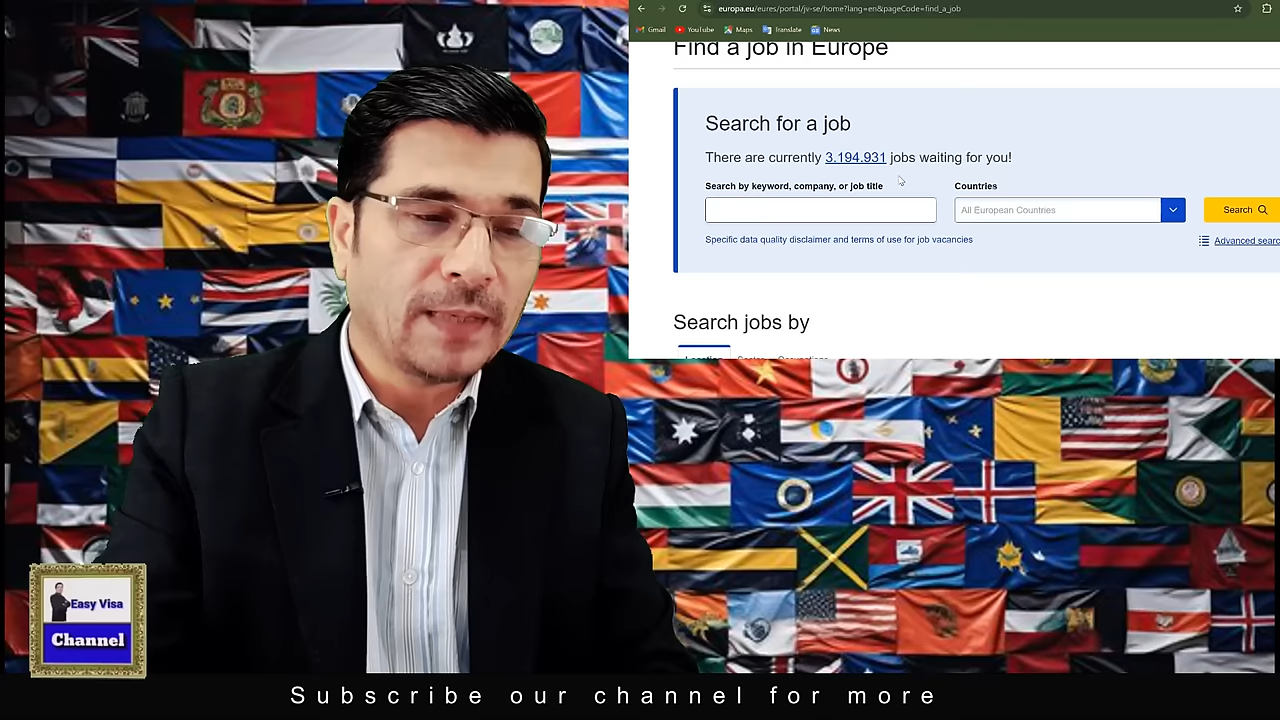 europa.eu/eures/portal/jv-se/home?lang=en&pageCode=find_a_job
Gmail YouTube Maps Translate News
Find a job in Europe
Search for a job
There are currently 3.194.931 jobs waiting for you!
Search by keyword, company, or job title
Countries
All European Countries
Search
Specific data quality disclaimer and terms of use for job vacancies
Advanced searc
Search jobs by
Location Sector Occupations
Easy Visa
Channel
Subscribe our channel for more